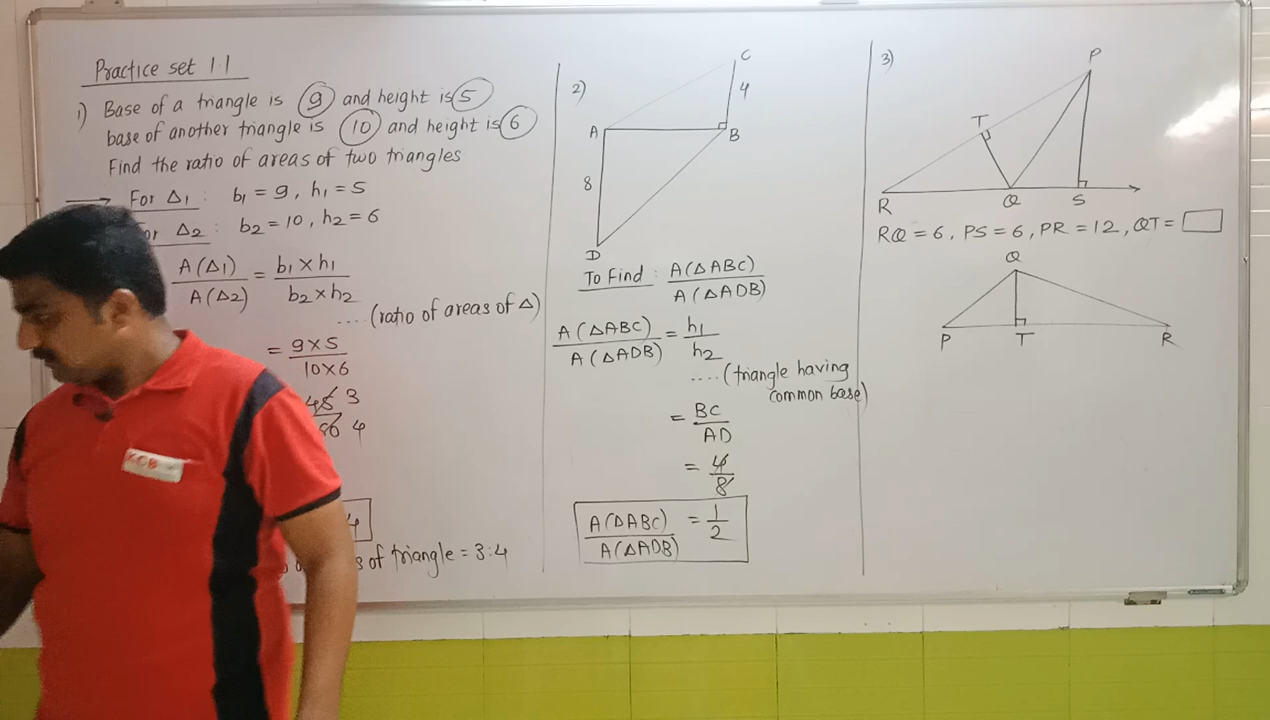 Practice set 1.1
1) Base of a triangle is 9 and height is 5
base of another triangle is 10 and height is 6
Find the ratio of areas of two triangles
→ For Δ1 : b1 = 9, h1 = 5
or Δ2 : b2 = 10, h2 = 6
A(Δ1)/A(Δ2) = b1 × h1/b2 × h2
.... (ratio of areas of Δ)
= 9×5/10×6
45 3
60 4
4
of triangle = 3:4
2)
C
4
A
B
8
D
To Find : A(ΔABC)/A(ΔADB)
A(ΔABC)/A(ΔADB) = h1/h2
.... (triangle having
common base)
= BC/AD
= 4/8
A(ΔABC)/A(ΔADB) = 1/2
3)
P
T
R Q S
RQ = 6, PS = 6, PR = 12, QT = □
Q
P T R